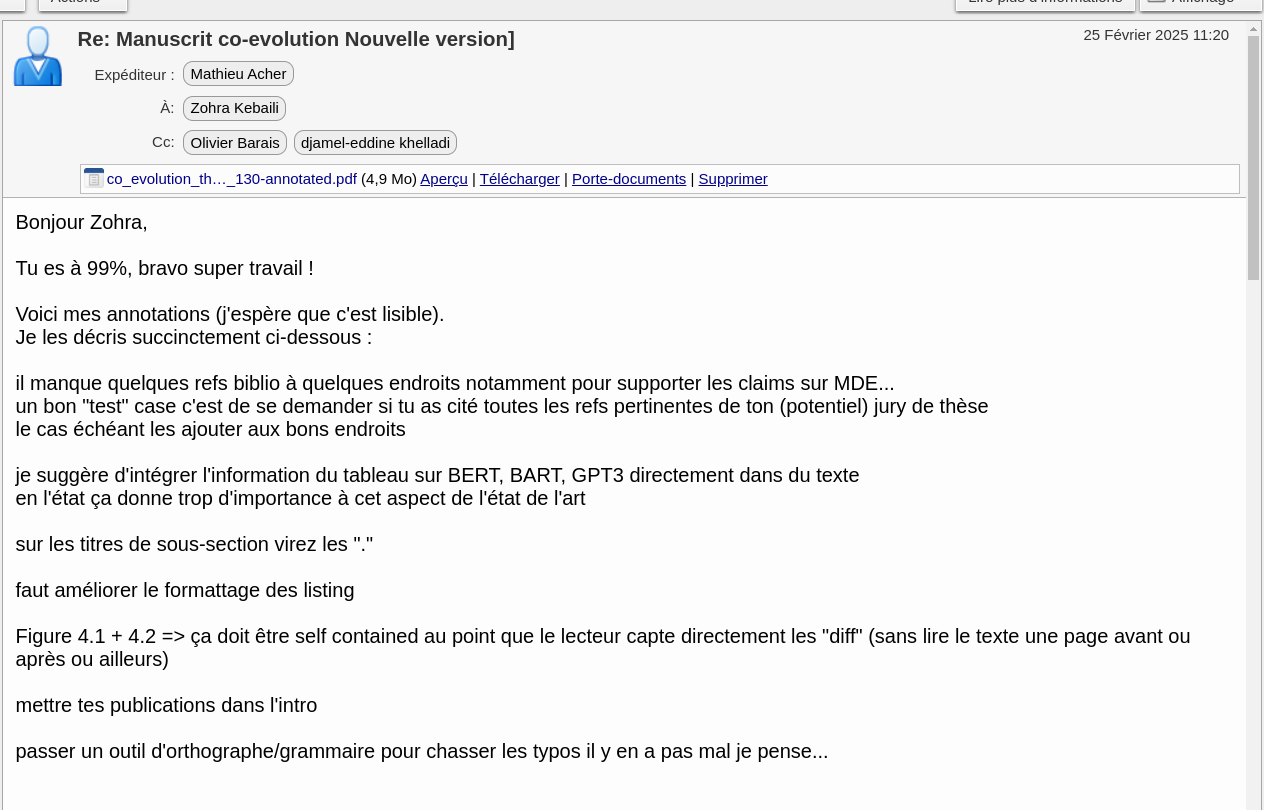 Actions
Lire plus d'informations
Affichage
Re: Manuscrit co-evolution Nouvelle version]
25 Février 2025 11:20
Expéditeur : Mathieu Acher
À: Zohra Kebaili
Cc: Olivier Barais djamel-eddine khelladi
co_evolution_th…_130-annotated.pdf (4,9 Mo) Aperçu | Télécharger | Porte-documents | Supprimer
Bonjour Zohra,
Tu es à 99%, bravo super travail !
Voici mes annotations (j'espère que c'est lisible).
Je les décris succinctement ci-dessous :
il manque quelques refs biblio à quelques endroits notamment pour supporter les claims sur MDE...
un bon "test" case c'est de se demander si tu as cité toutes les refs pertinentes de ton (potentiel) jury de thèse
le cas échéant les ajouter aux bons endroits
je suggère d'intégrer l'information du tableau sur BERT, BART, GPT3 directement dans du texte
en l'état ça donne trop d'importance à cet aspect de l'état de l'art
sur les titres de sous-section virez les "."
faut améliorer le formattage des listing
Figure 4.1 + 4.2 => ça doit être self contained au point que le lecteur capte directement les "diff" (sans lire le texte une page avant ou
après ou ailleurs)
mettre tes publications dans l'intro
passer un outil d'orthographe/grammaire pour chasser les typos il y en a pas mal je pense...